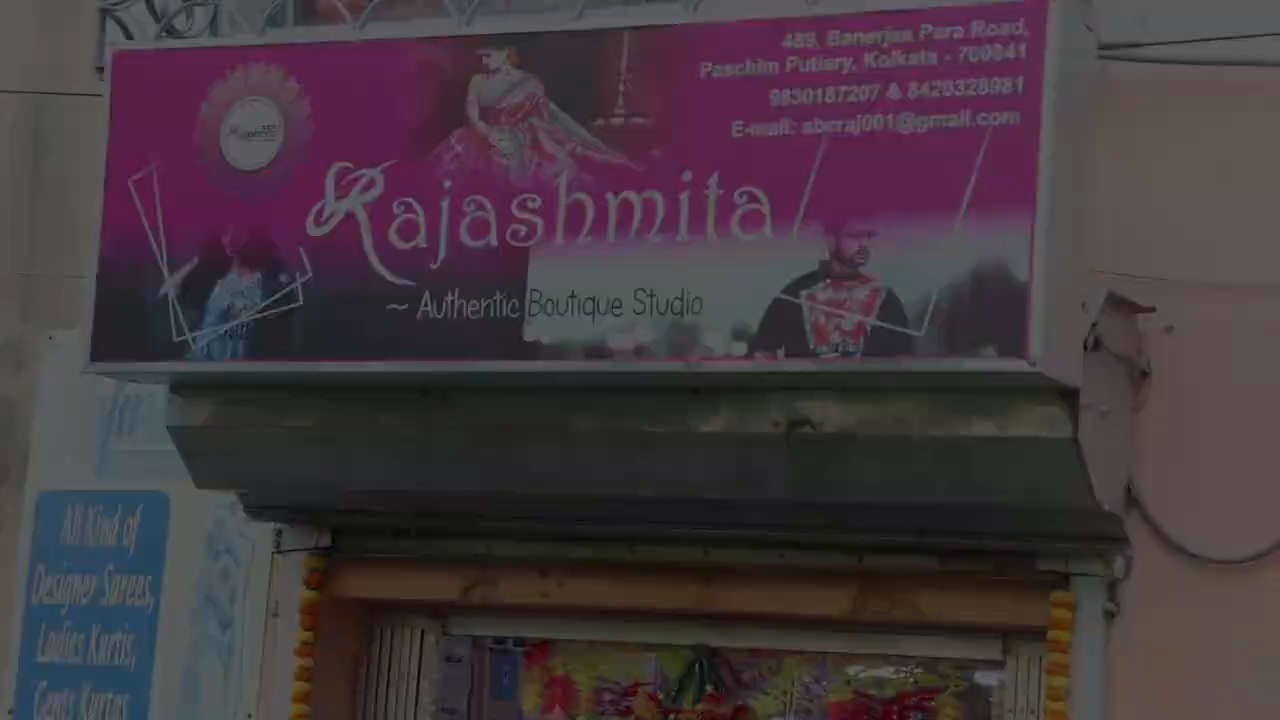 489, Banerjee Para Road,
Paschim Putiary, Kolkata - 700041
9830187207 & 8420328981
E-mail: abcraj001@gmail.com
Rajashmita
~ Authentic Boutique Studio
All Kind of
Designer Sarees,
Ladies Kurtis,
Gents Kurtas